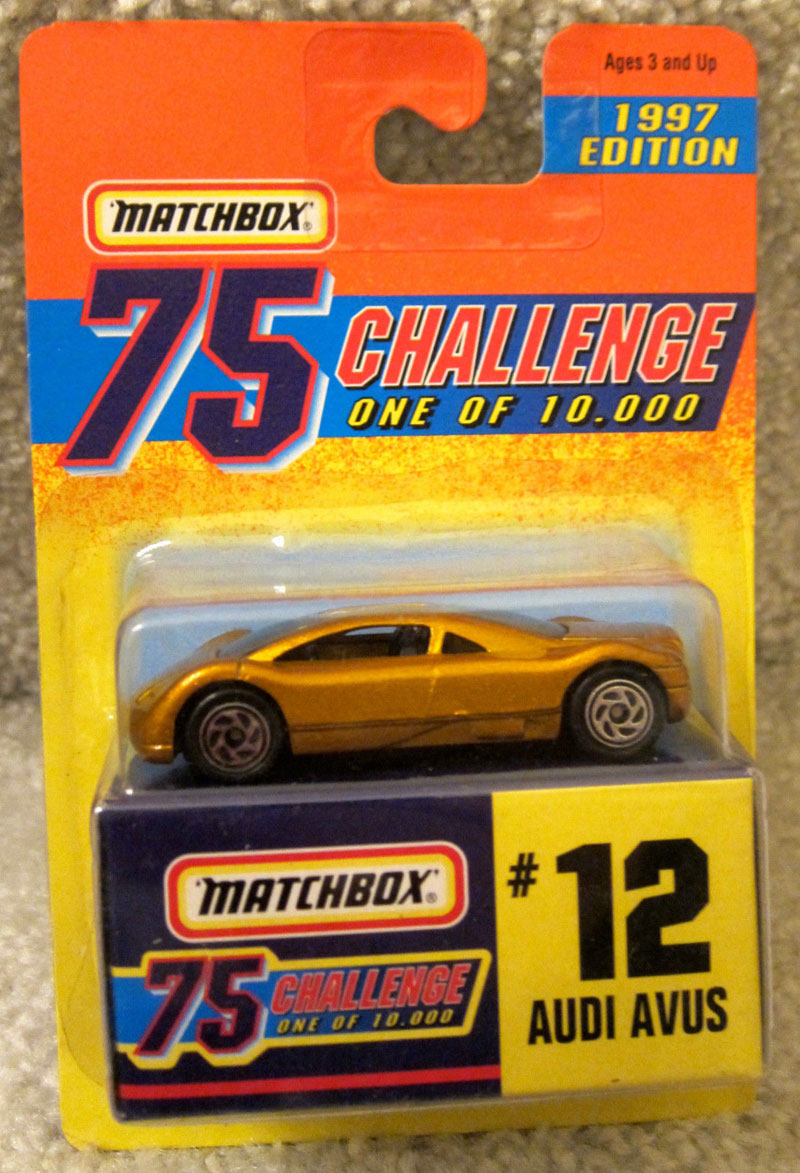 Ages 3 and Up
1997
EDITION
MATCHBOX®
75 CHALLENGE
ONE OF 10.000
MATCHBOX®
75 CHALLENGE
ONE OF 10.000
#12
AUDI AVUS